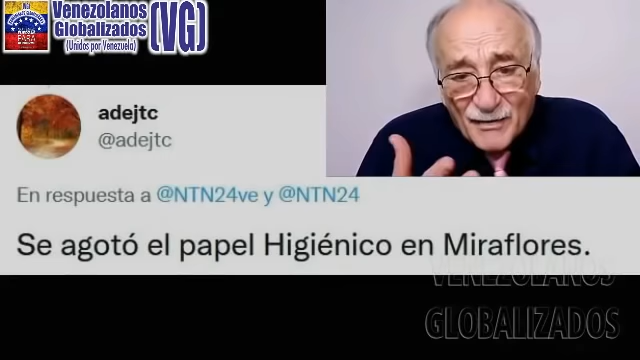 Venezolanos
Globalizados
(Unidos por Venezuela)
(VG)
adejtc
@adejtc
En respuesta a @NTN24ve y @NTN24
Se agotó el papel Higiénico en Miraflores.
VENEZOLANOS
GLOBALIZADOS